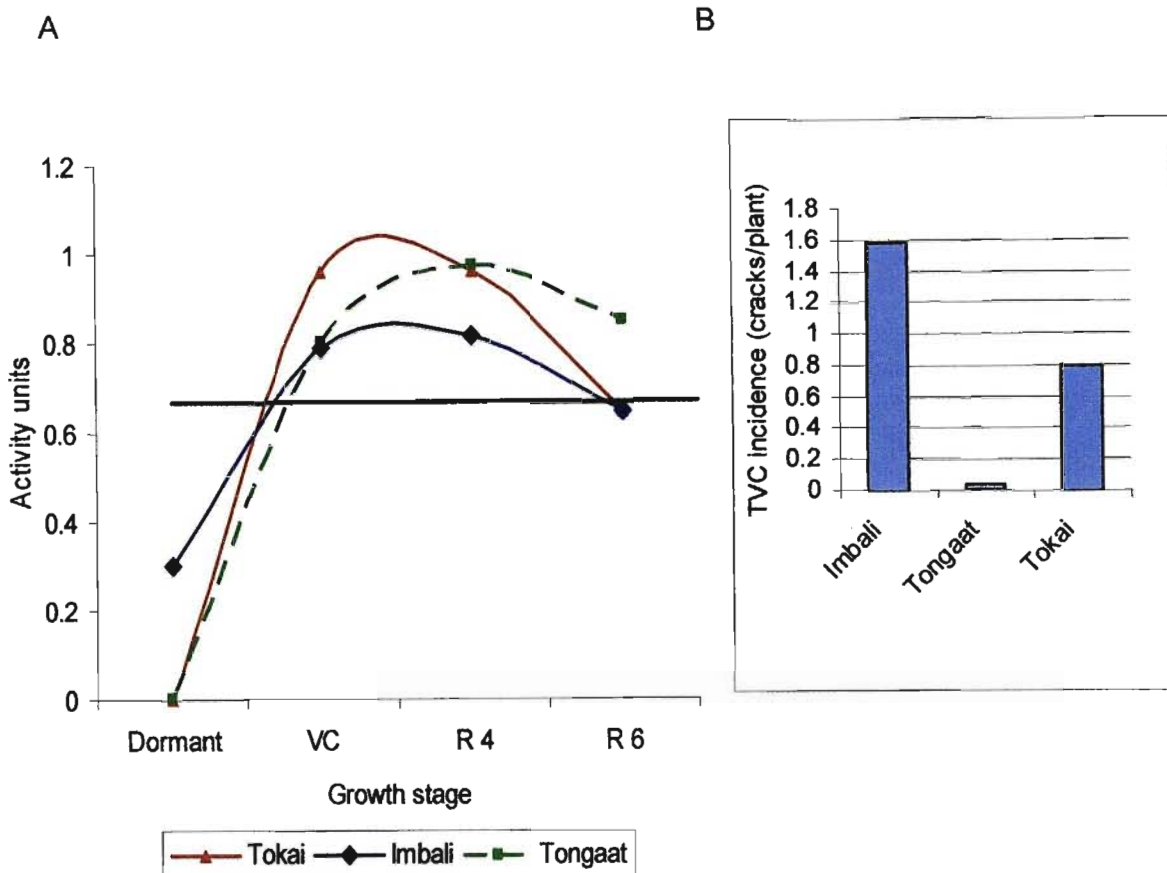 A
B
1.2
1
0.8
0.6
0.4
0.2
0
Activity units
Dormant VC R 4 R 6
Growth stage
Tokai Imbali Tongaat
TVC incidence (cracks/plant)
1.8
1.6
1.4
1.2
1
0.8
0.6
0.4
0.2
0
Imbali
Tongaat
Tokai